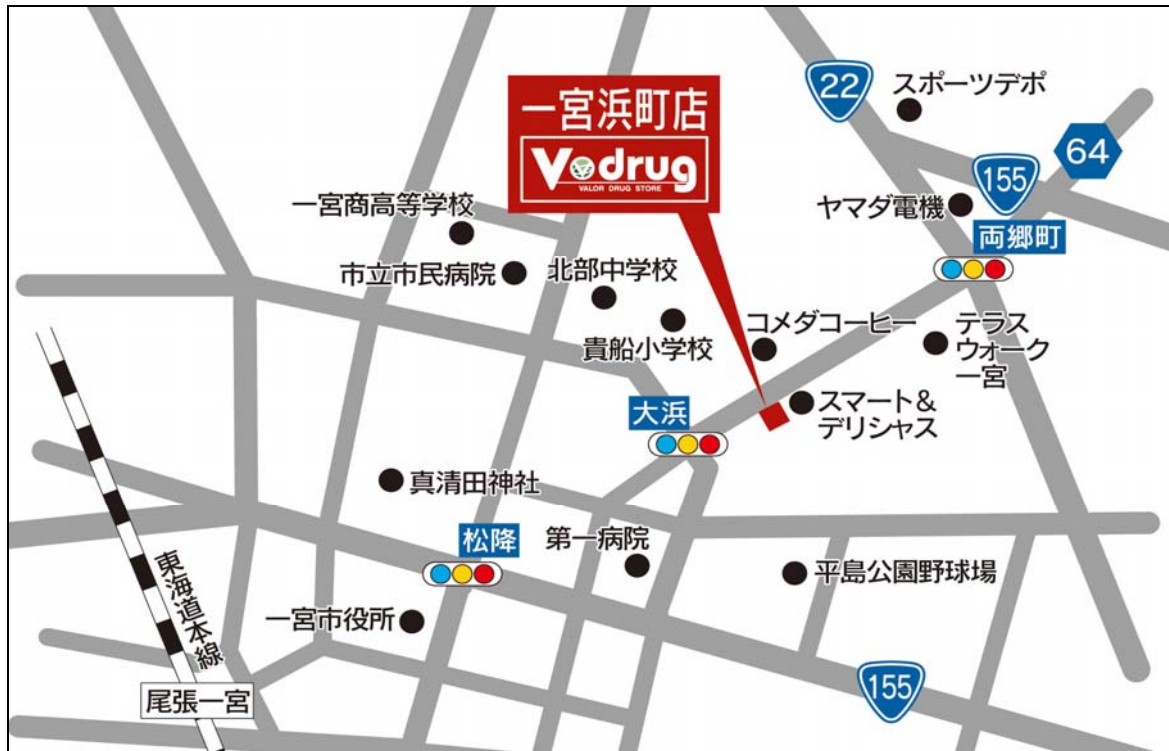 一宮浜町店
V drug
VALOR DRUG STORE
22
スポーツデポ
64
155
ヤマダ電機
両郷町
一宮商高等学校
市立市民病院
北部中学校
貴船小学校
コメダコーヒー
テラス
ウォーク
一宮
大浜
スマート&
デリシャス
真清田神社
松降
第一病院
平島公園野球場
一宮市役所
東海道本線
尾張一宮
155